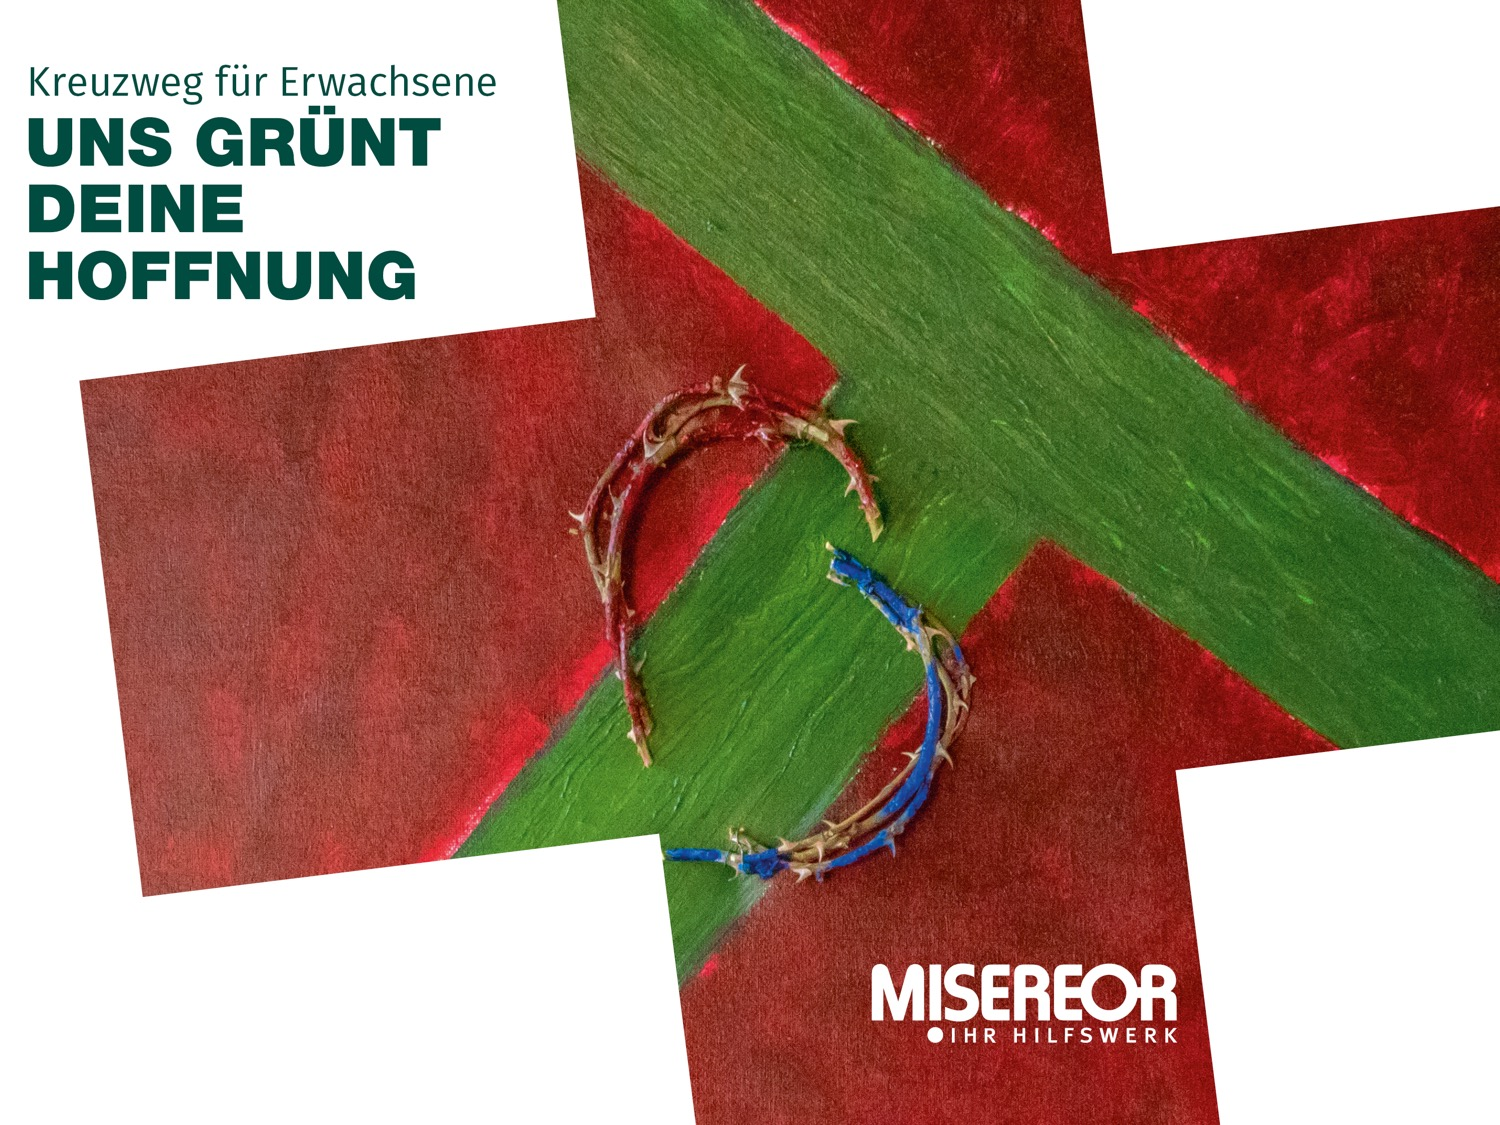 Kreuzweg für Erwachsene
UNS GRÜNT
DEINE
HOFFNUNG
MISEREOR
IHR HILFSWERK